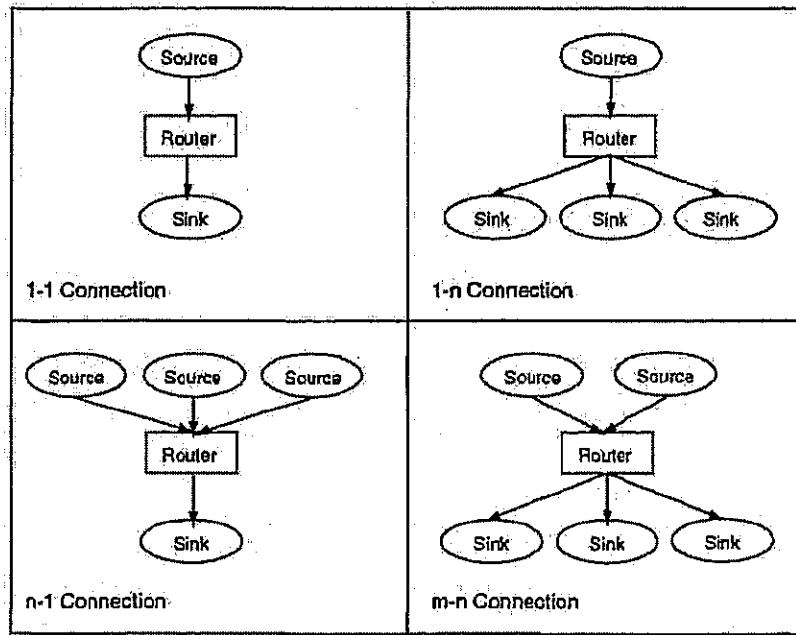 Source
Router
Sink
1-1 Connection
Source
Router
Sink Sink Sink
1-n Connection
Source Source Source
Router
Sink
n-1 Connection
Source Source
Router
Sink Sink Sink
m-n Connection